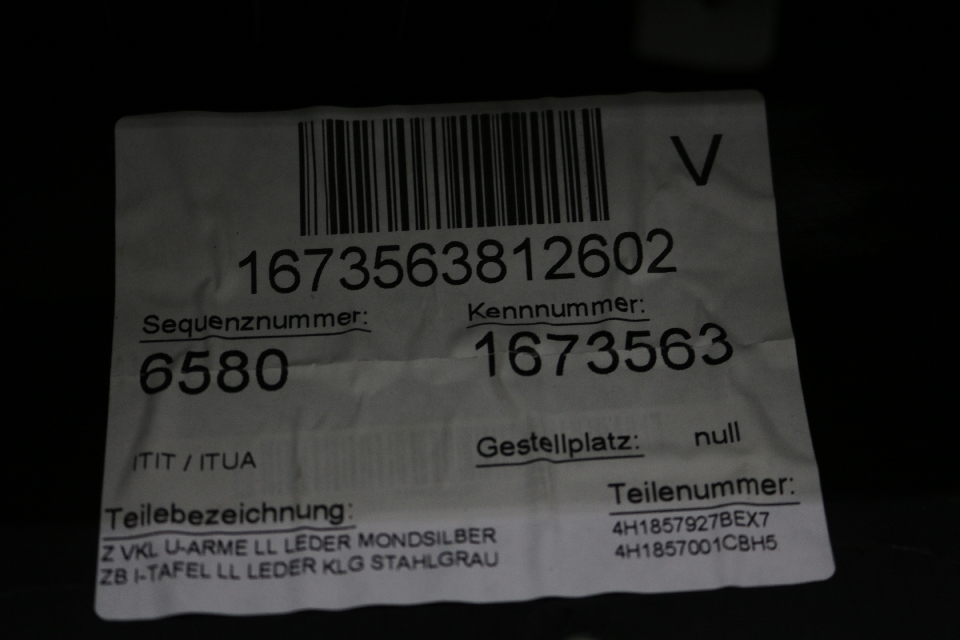 V
1673563812602
Sequenznummer:
Kennnummer:
6580
1673563
ITIT / ITUA
Gestellplatz: null
Teilebezeichnung:
Z VKL U-ARME LL LEDER MONDSILBER
ZB I-TAFEL LL LEDER KLG STAHLGRAU
Teilenummer:
4H1857927BEX7
4H1857001CBH5